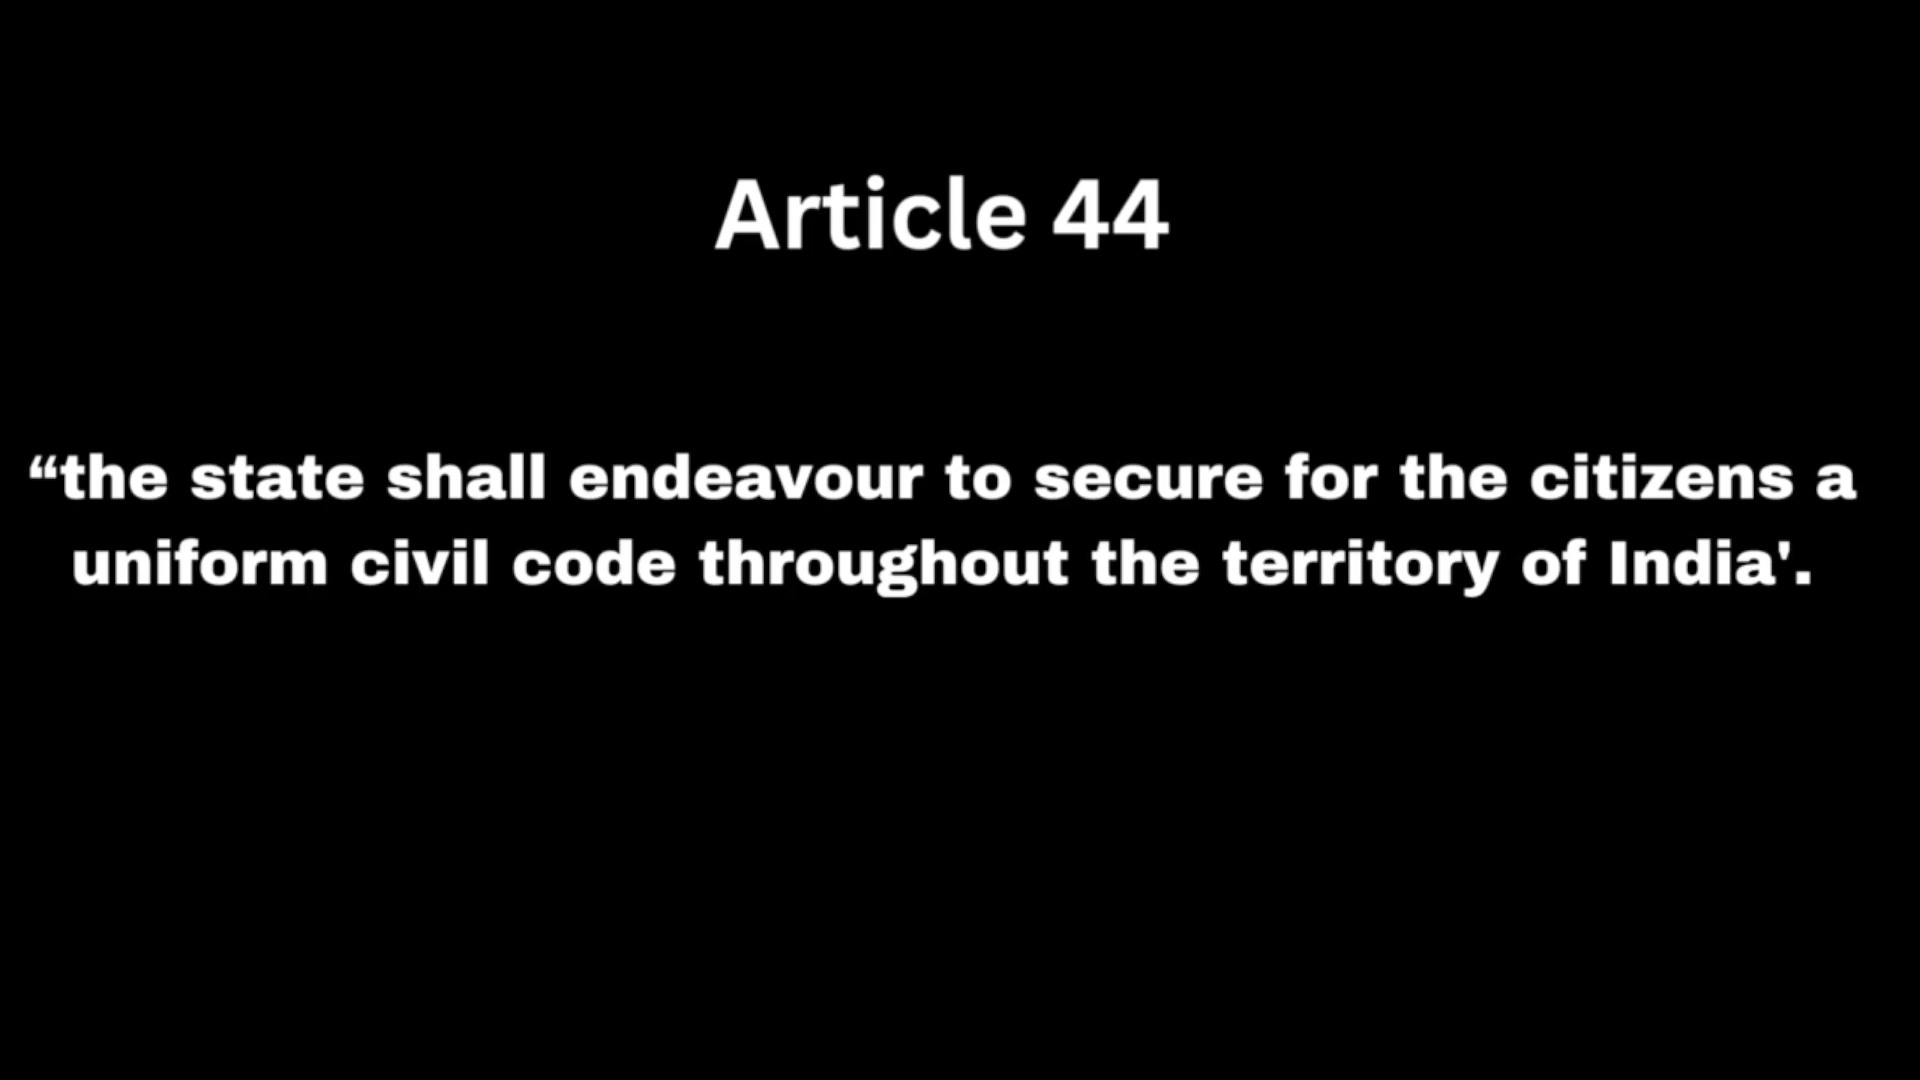 Article 44
“the state shall endeavour to secure for the citizens a
uniform civil code throughout the territory of India'.